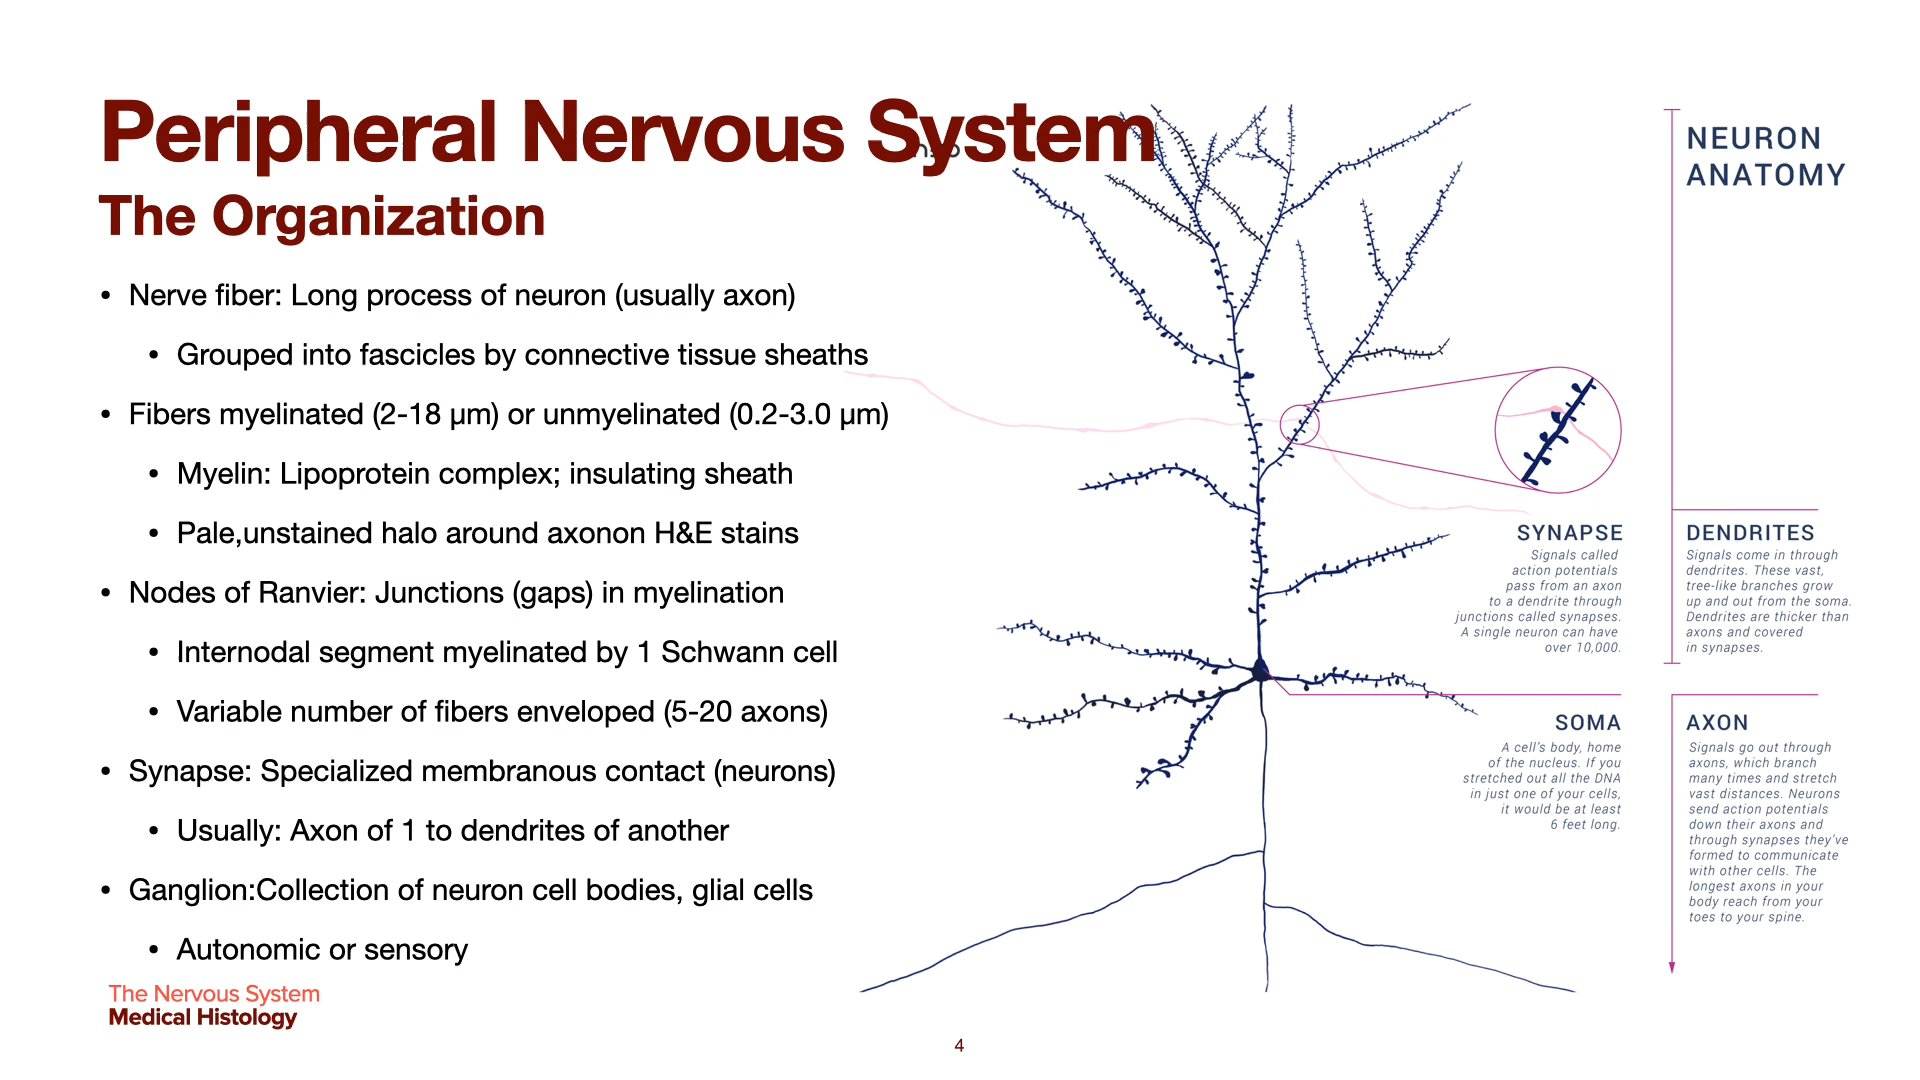 Peripheral Nervous System
The Organization
• Nerve fiber: Long process of neuron (usually axon)
• Grouped into fascicles by connective tissue sheaths
• Fibers myelinated (2-18 µm) or unmyelinated (0.2-3.0 µm)
• Myelin: Lipoprotein complex; insulating sheath
• Pale,unstained halo around axonon H&E stains
• Nodes of Ranvier: Junctions (gaps) in myelination
• Internodal segment myelinated by 1 Schwann cell
• Variable number of fibers enveloped (5-20 axons)
• Synapse: Specialized membranous contact (neurons)
• Usually: Axon of 1 to dendrites of another
• Ganglion:Collection of neuron cell bodies, glial cells
• Autonomic or sensory
NEURON
ANATOMY
SYNAPSE
Signals called
action potentials
pass from an axon
to a dendrite through
junctions called synapses.
A single neuron can have
over 10,000.
DENDRITES
Signals come in through
dendrites. These vast,
tree-like branches grow
up and out from the soma.
Dendrites are thicker than
axons and covered
in synapses.
SOMA
A cell's body, home
of the nucleus. If you
stretched out all the DNA
in just one of your cells,
it would be at least
6 feet long.
AXON
Signals go out through
axons, which branch
many times and stretch
vast distances. Neurons
send action potentials
down their axons and
through synapses they've
formed to communicate
with other cells. The
longest axons in your
body reach from your
toes to your spine.
The Nervous System
Medical Histology
4